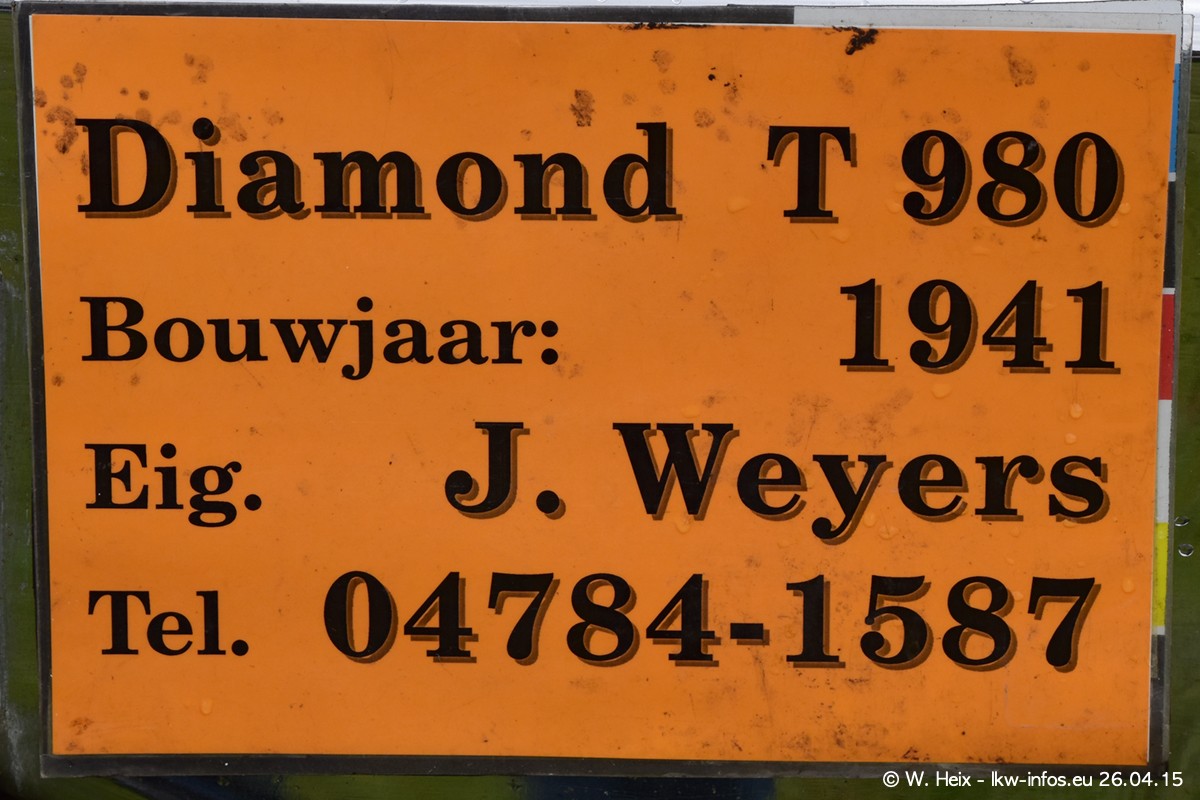 Diamond T 980
Bouwjaar: 1941
Eig. J. Weyers
Tel. 04784-1587
© W. Heix - lkw-infos.eu 26.04.15